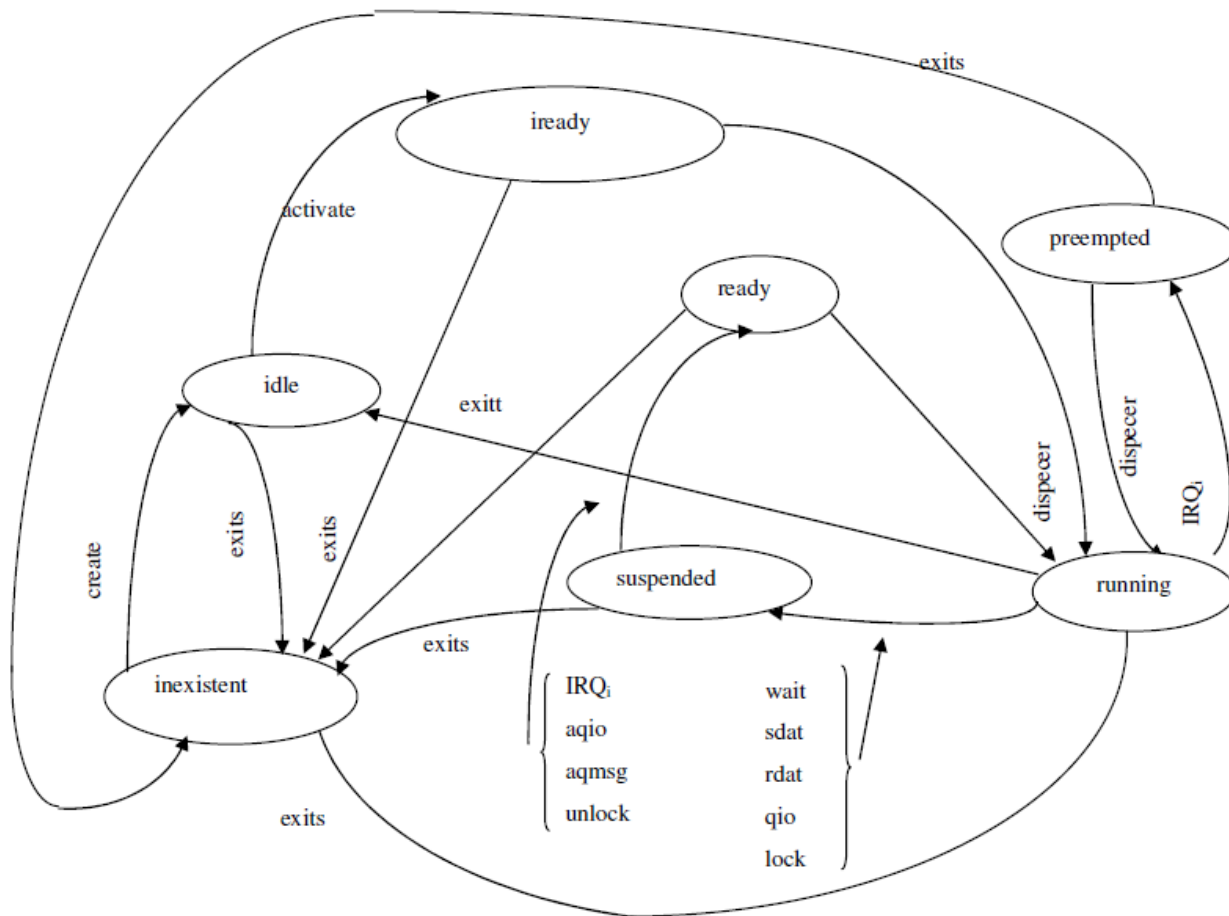 exits
iready
activate
preempted
ready
idle
exitt
dispecer
dispecer
IRQi
create
exits
exits
suspended
running
exits
inexistent
IRQi
wait
aqio
sdat
aqmsg
rdat
unlock
qio
exits
lock